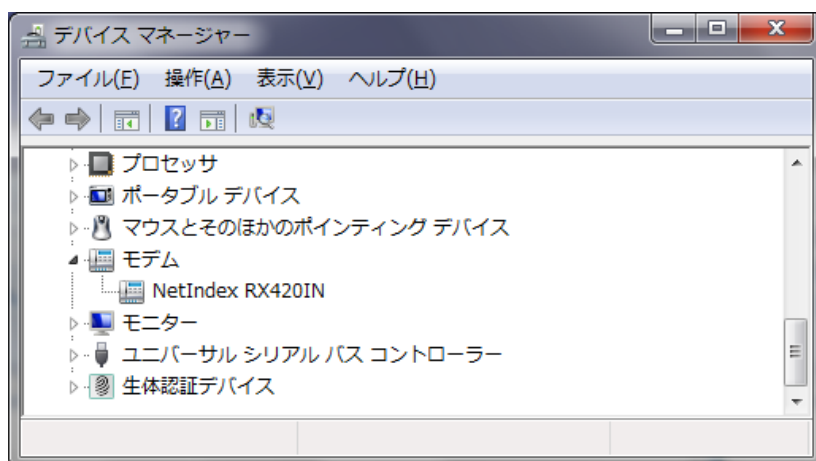 デバイス マネージャー
ファイル(F) 操作(A) 表示(V) ヘルプ(H)
プロセッサ
ポータブル デバイス
マウスとそのほかのポインティング デバイス
モデム
NetIndex RX420IN
モニター
ユニバーサル シリアル バス コントローラー
生体認証デバイス